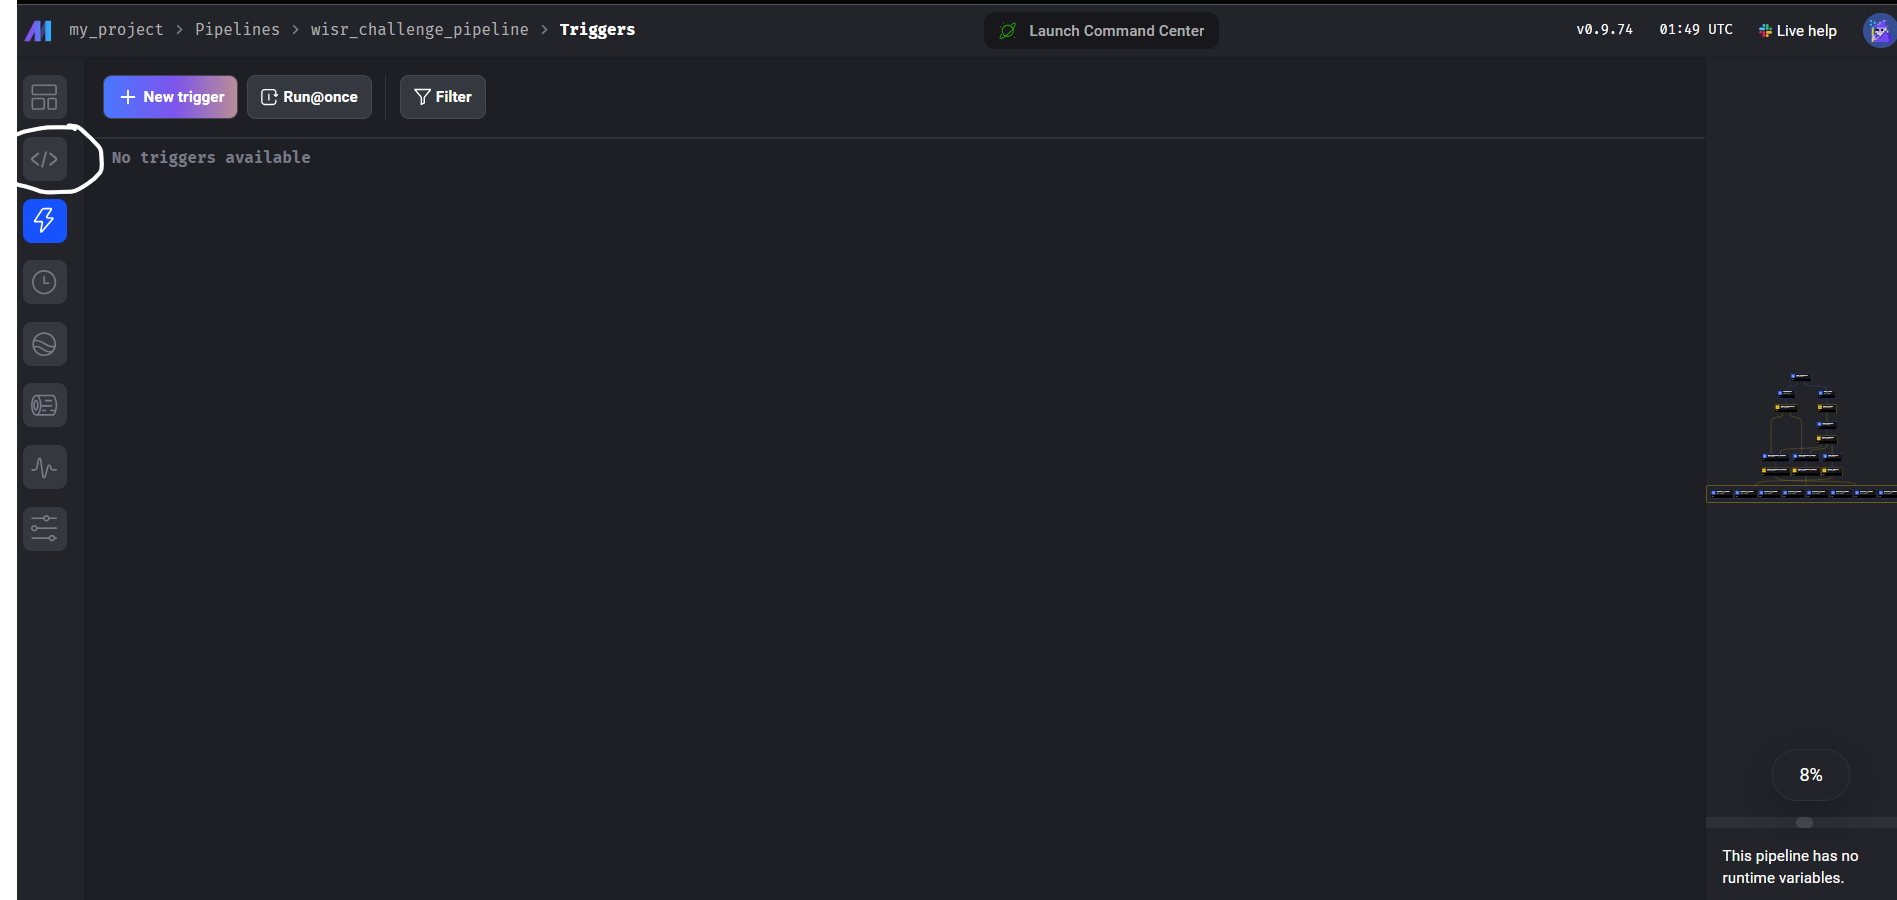 my_project > Pipelines > wisr_challenge_pipeline > Triggers
Launch Command Center
v0.9.74
01:49 UTC
Live help
New trigger
Run@once
Filter
No triggers available
8%
This pipeline has no
runtime variables.